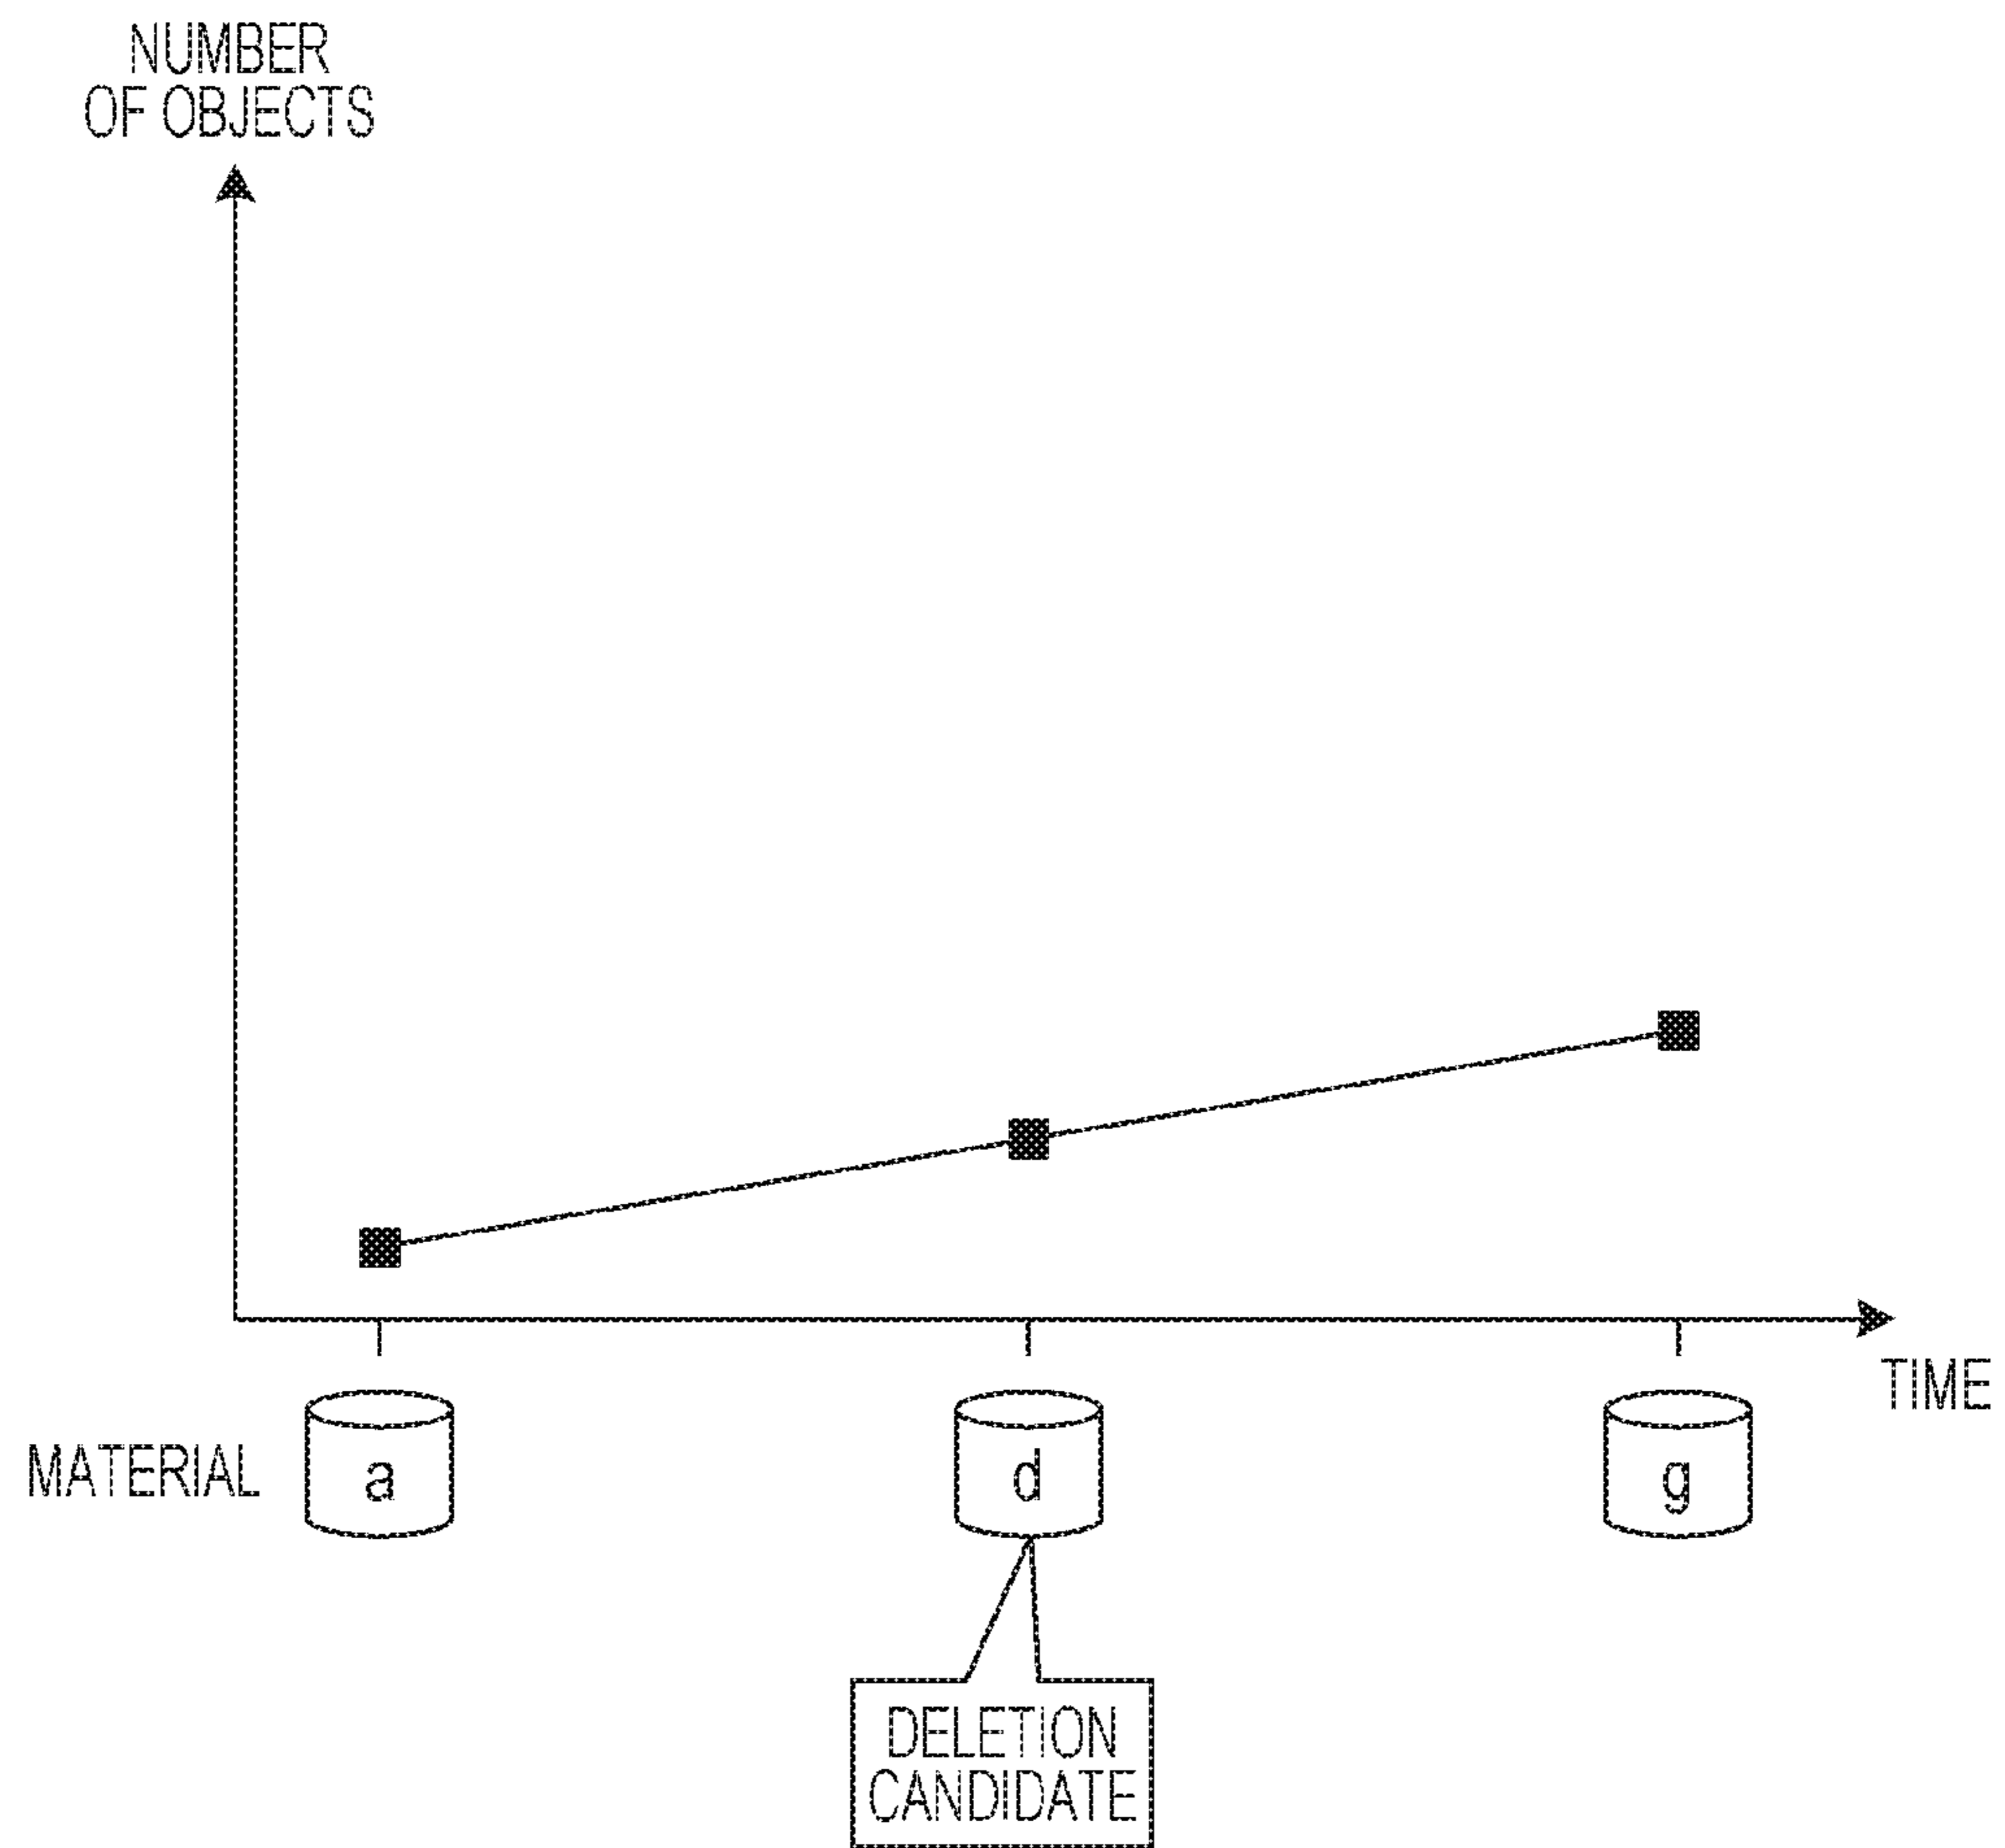 NUMBER
OF OBJECTS
TIME
MATERIAL a d g
DELETION
CANDIDATE